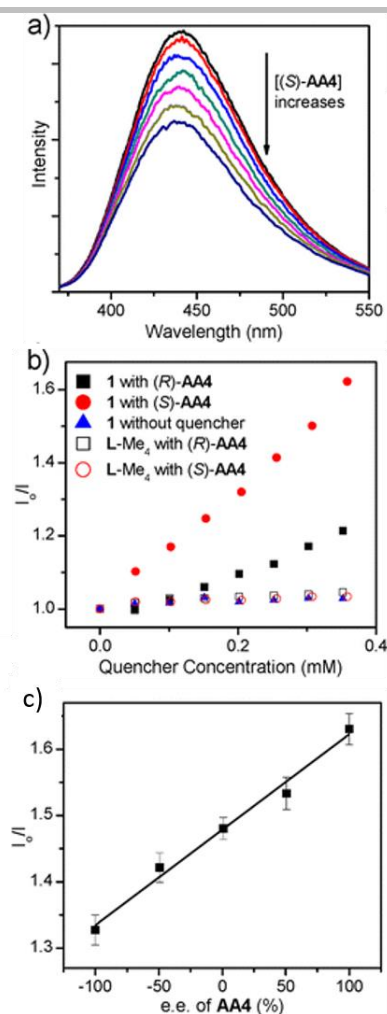 a)
[(S)-AA4]
increases
Intensity
400 450 500 550
Wavelength (nm)
b)
1.6
1.4
1.2
1.0
I₀/I
1 with (R)-AA4
1 with (S)-AA4
1 without quencher
L-Me₄ with (R)-AA4
L-Me₄ with (S)-AA4
0.0 0.2 0.4
Quencher Concentration (mM)
c)
1.6
1.5
1.4
1.3
I₀/I
-100 -50 0 50 100
e.e. of AA4 (%)